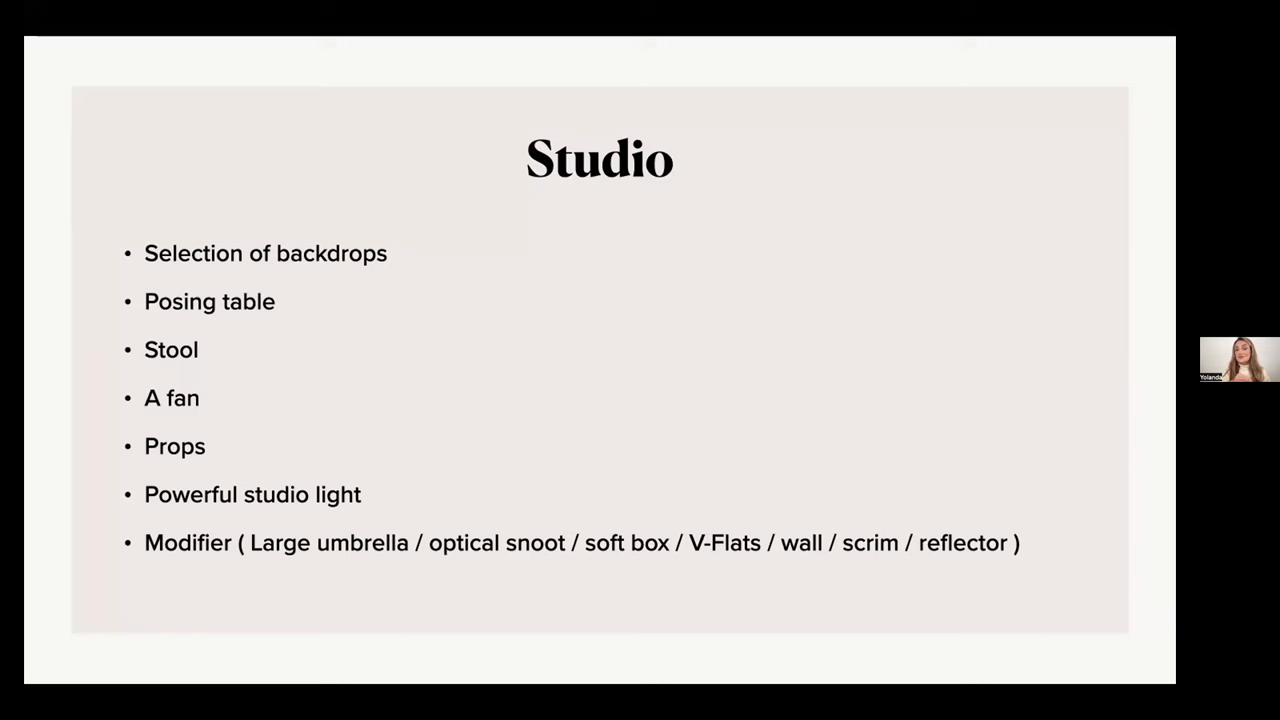 Studio
• Selection of backdrops
• Posing table
• Stool
• A fan
• Props
• Powerful studio light
• Modifier ( Large umbrella / optical snoot / soft box / V-Flats / wall / scrim / reflector )
Yolanda